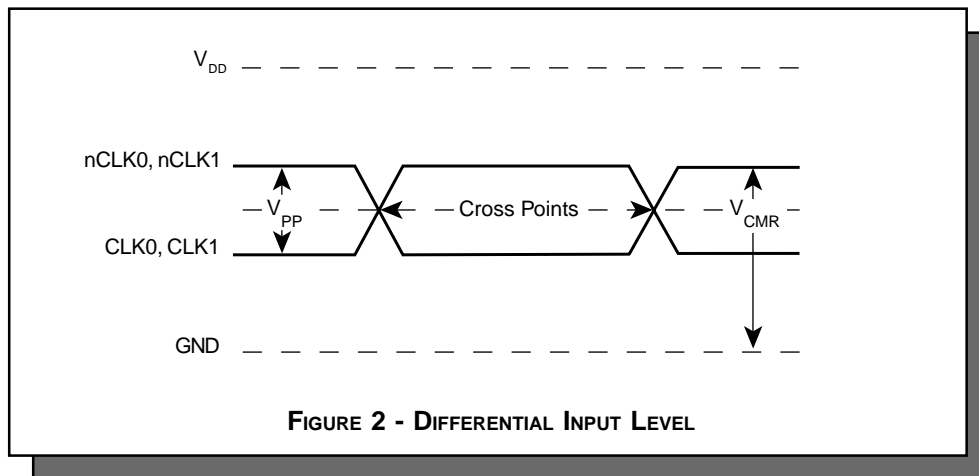 VDD
nCLK0, nCLK1
VPP
Cross Points
VCMR
CLK0, CLK1
GND
FIGURE 2 - DIFFERENTIAL INPUT LEVEL